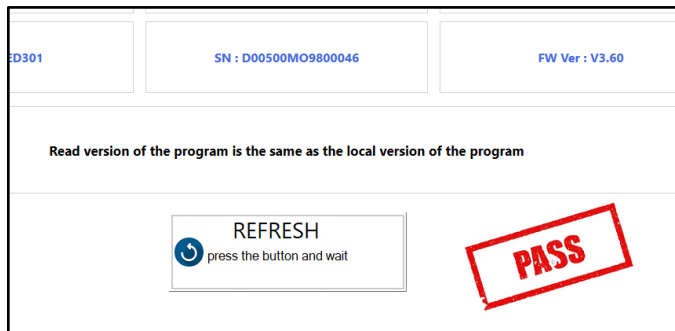 ED301
SN : D00500MO9800046
FW Ver : V3.60
Read version of the program is the same as the local version of the program
REFRESH
press the button and wait
PASS